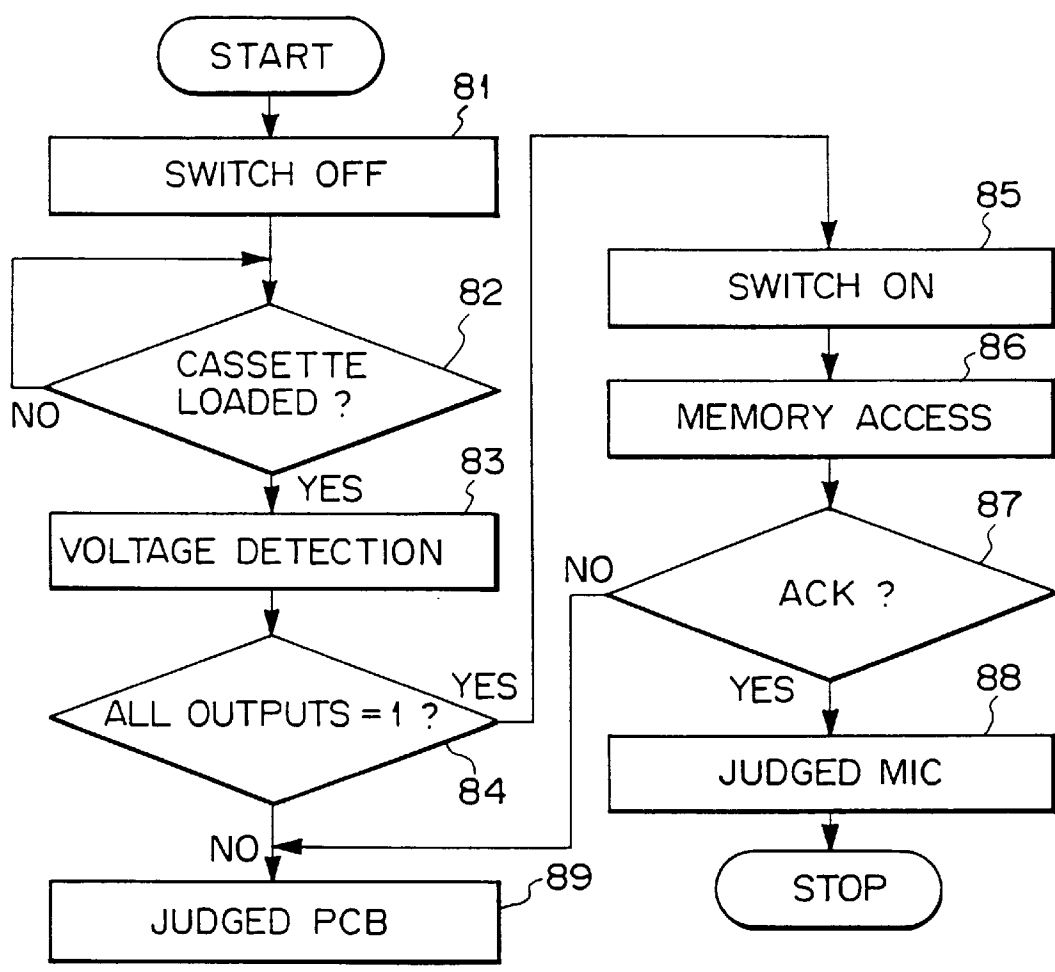 START
81
SWITCH OFF
82
CASSETTE
LOADED ?
NO
YES
83
VOLTAGE DETECTION
ALL OUTPUTS = 1 ?
YES
84
NO
89
JUDGED PCB
85
SWITCH ON
86
MEMORY ACCESS
87
ACK ?
NO
YES
88
JUDGED MIC
STOP